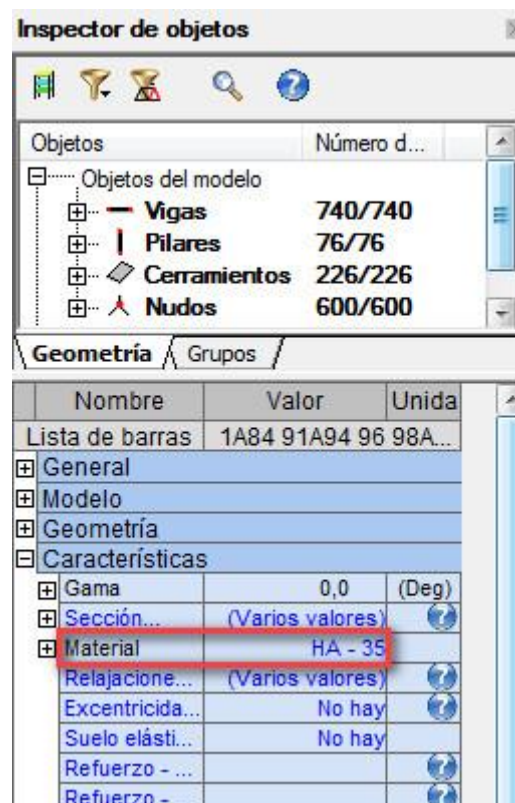 Inspector de objetos
Objetos Número d...
Objetos del modelo
Vigas 740/740
Pilares 76/76
Cerramientos 226/226
Nudos 600/600
Geometría Grupos
Nombre Valor Unida
Lista de barras 1A84 91A94 96 98A...
General
Modelo
Geometría
Características
Gama 0,0 (Deg)
Sección... (Varios valores)
Material HA - 35
Relajacione... (Varios valores)
Excentricida... No hay
Suelo elásti... No hay
Refuerzo - ...
Refuerzo - ...